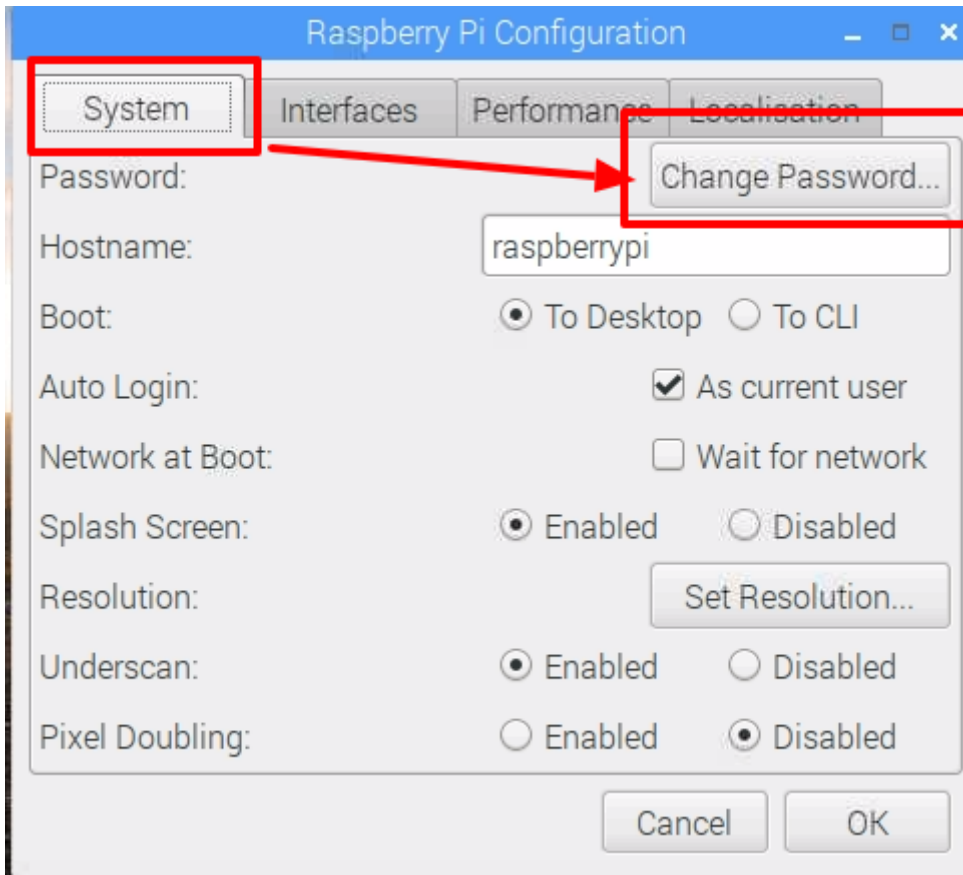 Raspberry Pi Configuration
System Interfaces Performance Localisation
Password: Change Password...
Hostname: raspberrypi
Boot: To Desktop To CLI
Auto Login: As current user
Network at Boot: Wait for network
Splash Screen: Enabled Disabled
Resolution: Set Resolution...
Underscan: Enabled Disabled
Pixel Doubling: Enabled Disabled
Cancel OK